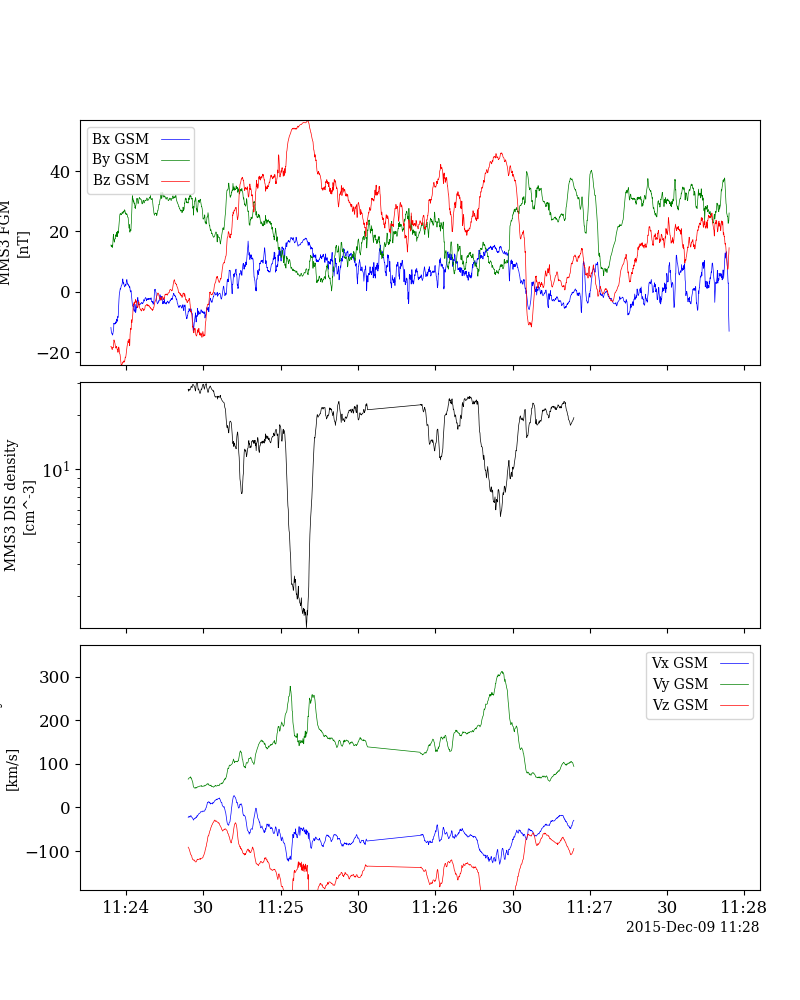 Bx GSM
By GSM
Bz GSM
40
20
0
−20
MMS3 FGM
[nT]
10^1
MMS3 DIS density
[cm^-3]
Vx GSM
Vy GSM
Vz GSM
300
200
100
0
−100
[km/s]
11:24
30
11:25
30
11:26
30
11:27
30
11:28
2015-Dec-09 11:28